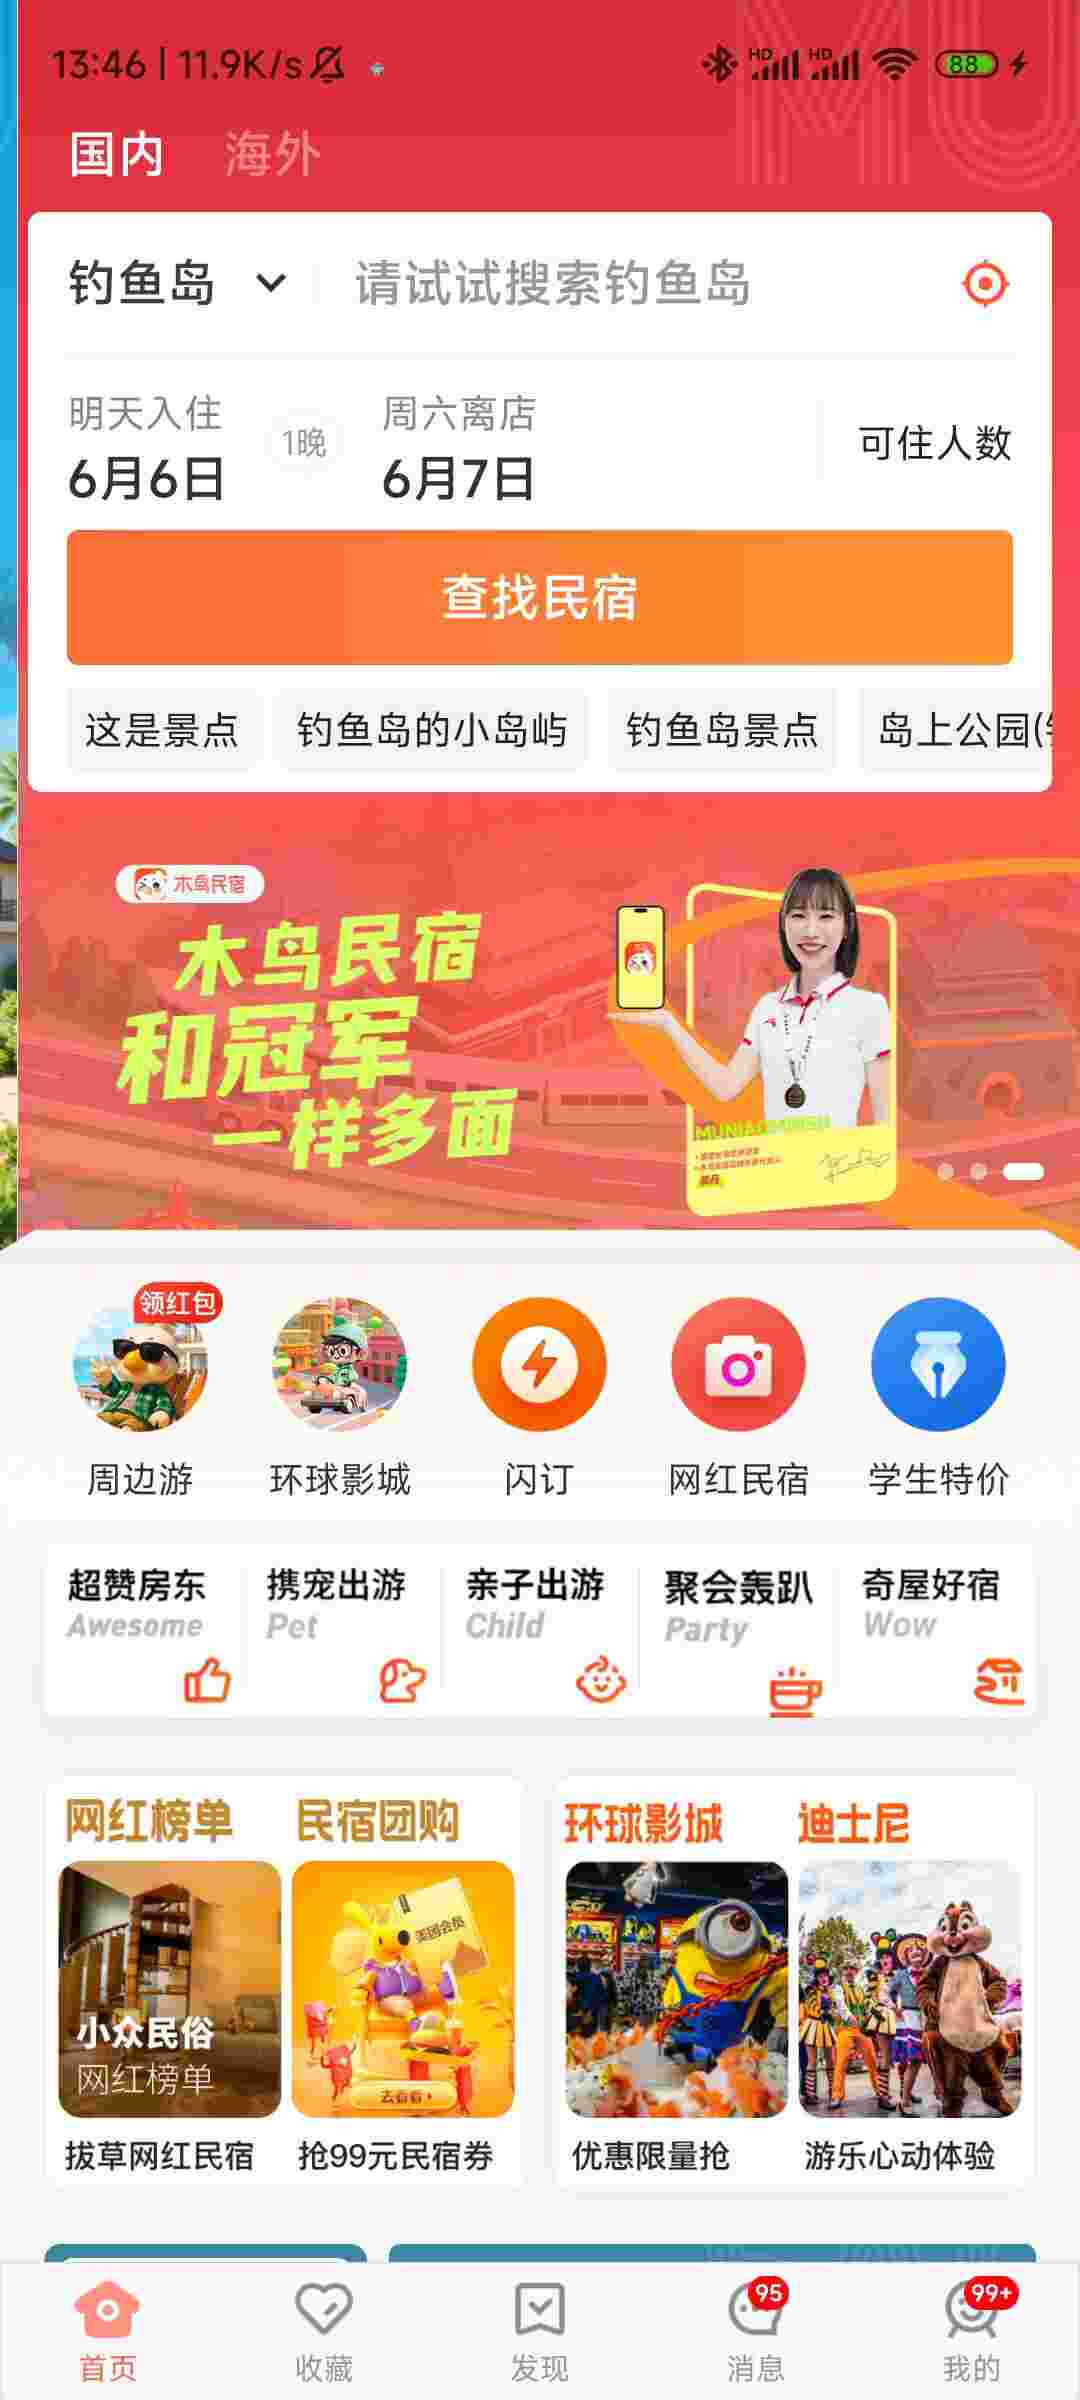 13:46 | 11.9K/s
HD HD 88
国内 海外
钓鱼岛 请试试搜索钓鱼岛
明天入住 1晚 周六离店 可住人数
6月6日 6月7日
查找民宿
这是景点 钓鱼岛的小岛屿 钓鱼岛景点 岛上公园(
木鸟民宿
木鸟民宿
和冠军
一样多面
领红包
周边游 环球影城 闪订 网红民宿 学生特价
超赞房东 携宠出游 亲子出游 聚会轰趴 奇屋好宿
Awesome Pet Child Party Wow
网红榜单 民宿团购 环球影城 迪士尼
美团会员
小众民俗
网红榜单
去看看
拔草网红民宿 抢99元民宿券 优惠限量抢 游乐心动体验
95 99+
首页 收藏 发现 消息 我的